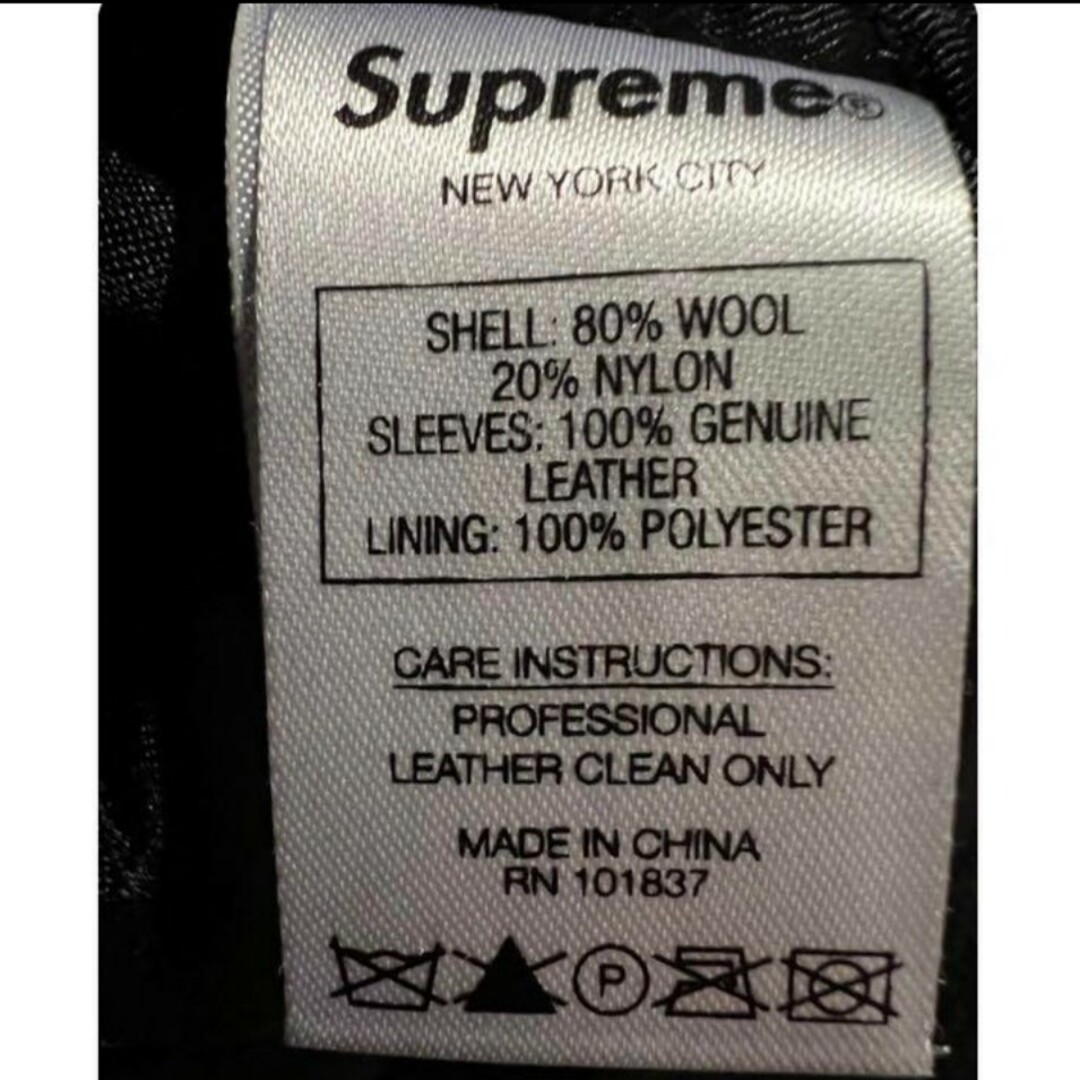 Supreme®
NEW YORK CITY
SHELL: 80% WOOL
20% NYLON
SLEEVES: 100% GENUINE
LEATHER
LINING: 100% POLYESTER
CARE INSTRUCTIONS:
PROFESSIONAL
LEATHER CLEAN ONLY
MADE IN CHINA
RN 101837
P